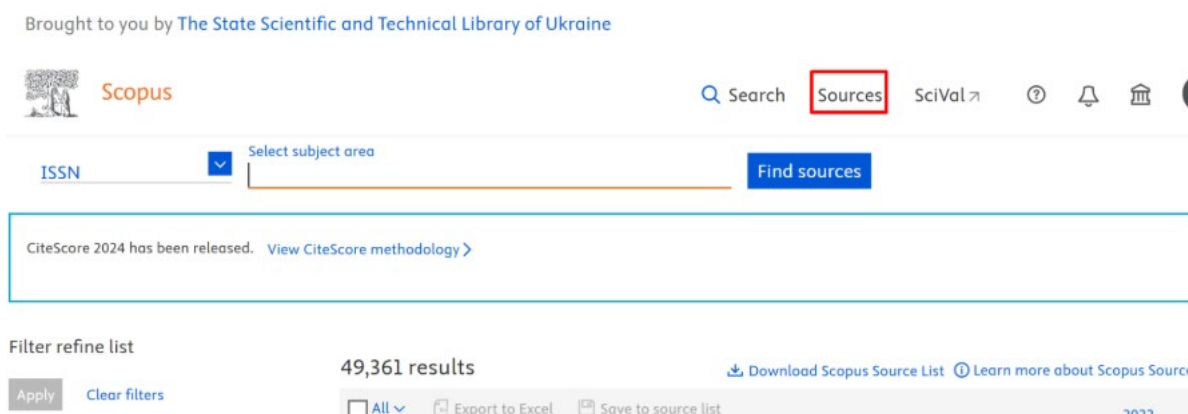 Brought to you by The State Scientific and Technical Library of Ukraine
Scopus Search Sources SciVal
ISSN Select subject area Find sources
CiteScore 2024 has been released. View CiteScore methodology
Filter refine list
49,361 results Download Scopus Source List Learn more about Scopus Source
Apply Clear filters
All Export to Excel Save to source list